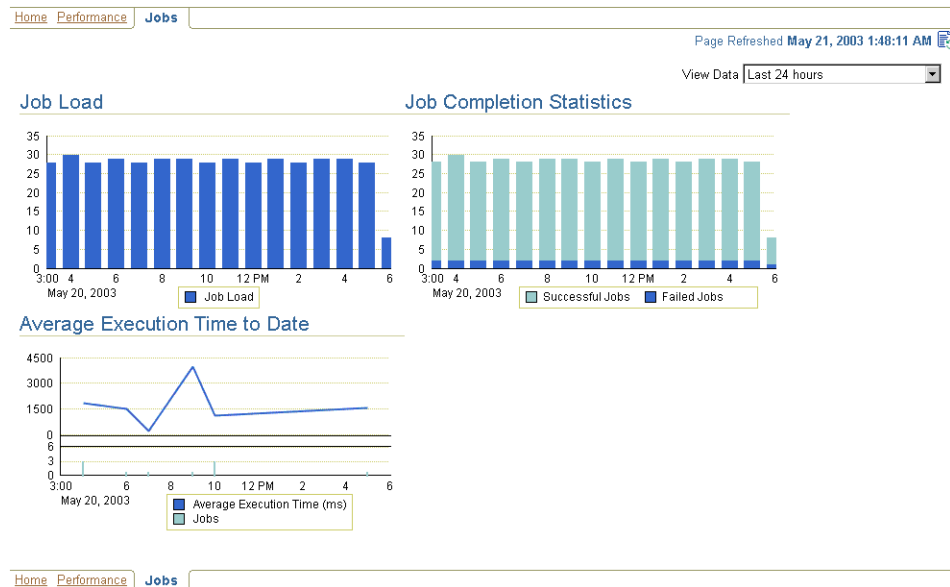 Home Performance Jobs
Page Refreshed May 21, 2003 1:48:11 AM
View Data Last 24 hours
Job Load
35
30
25
20
15
10
5
0
3:00 4 6 8 10 12 PM 2 4 6
May 20, 2003
Job Load
Job Completion Statistics
35
30
25
20
15
10
5
0
3:00 4 6 8 10 12 PM 2 4 6
May 20, 2003
Successful Jobs Failed Jobs
Average Execution Time to Date
4500
3000
1500
0
6
3
0
3:00 6 8 10 12 PM 2 4 6
May 20, 2003
Average Execution Time (ms)
Jobs
Home Performance Jobs